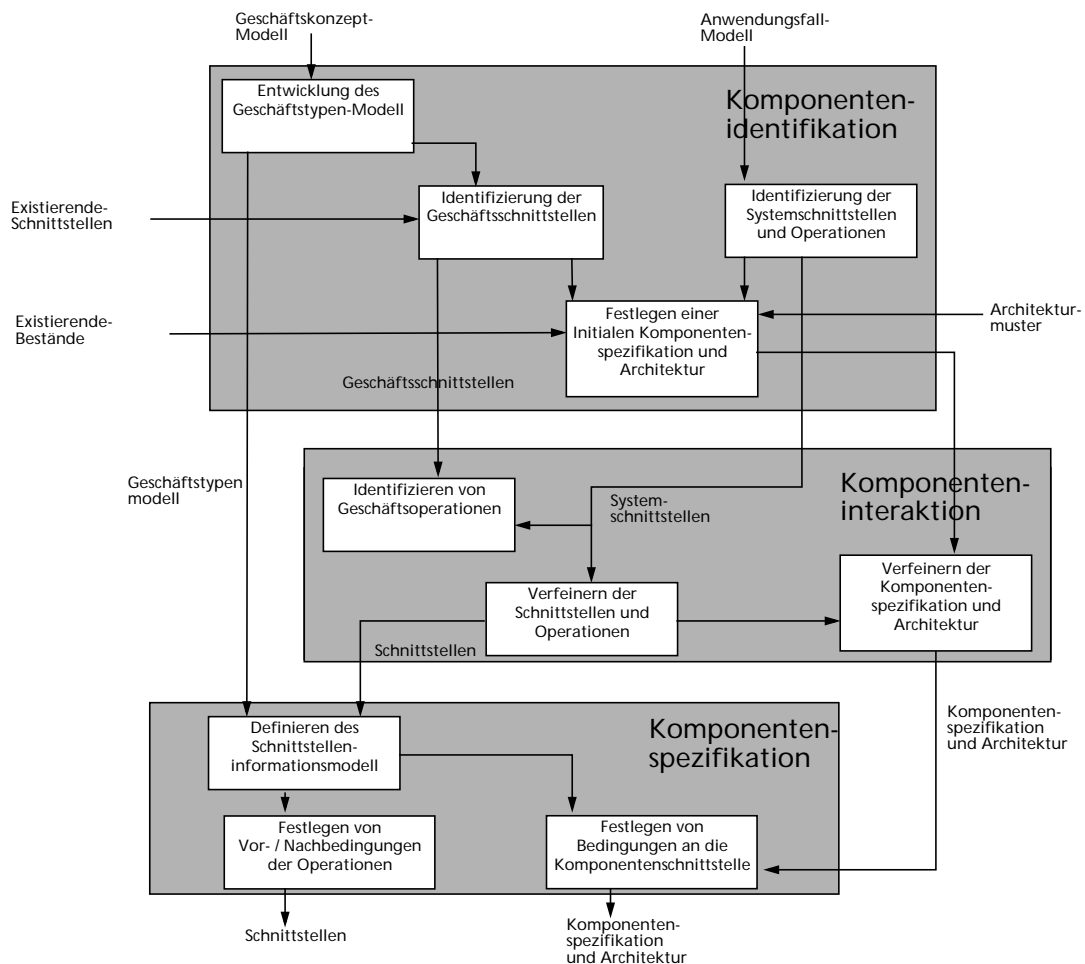 Geschäftskonzept-
Modell
Anwendungsfall-
Modell
Entwicklung des
Geschäftstypen-Modell
Komponenten-
identifikation
Identifizierung der
Geschäftsschnittstellen
Identifizierung der
Systemschnittstellen
und Operationen
Existierende-
Schnittstellen
Festlegen einer
Initialen Komponenten-
spezifikation und
Architektur
Existierende-
Bestände
Architektur-
muster
Geschäftsschnittstellen
Geschäftstypen
modell
Identifizieren von
Geschäftsoperationen
System-
schnittstellen
Komponenten-
interaktion
Verfeinern der
Schnittstellen und
Operationen
Verfeinern der
Komponenten-
spezifikation und
Architektur
Schnittstellen
Definieren des
Schnittstellen-
informationsmodell
Komponenten-
spezifikation
Komponenten-
spezifikation
und Architektur
Festlegen von
Vor- / Nachbedingungen
der Operationen
Festlegen von
Bedingungen an die
Komponentenschnittstelle
Schnittstellen
Komponenten-
spezifikation
und Architektur